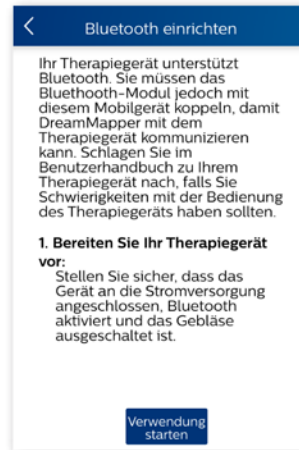 Bluetooth einrichten
Ihr Therapiegerät unterstützt
Bluetooth. Sie müssen das
Bluethooth-Modul jedoch mit
diesem Mobilgerät koppeln, damit
DreamMapper mit dem
Therapiegerät kommunizieren
kann. Schlagen Sie im
Benutzerhandbuch zu Ihrem
Therapiegerät nach, falls Sie
Schwierigkeiten mit der Bedienung
des Therapiegeräts haben sollten.
1. Bereiten Sie Ihr Therapiegerät
vor:
Stellen Sie sicher, dass das
Gerät an die Stromversorgung
angeschlossen, Bluetooth
aktiviert und das Gebläse
ausgeschaltet ist.
Verwendung
starten